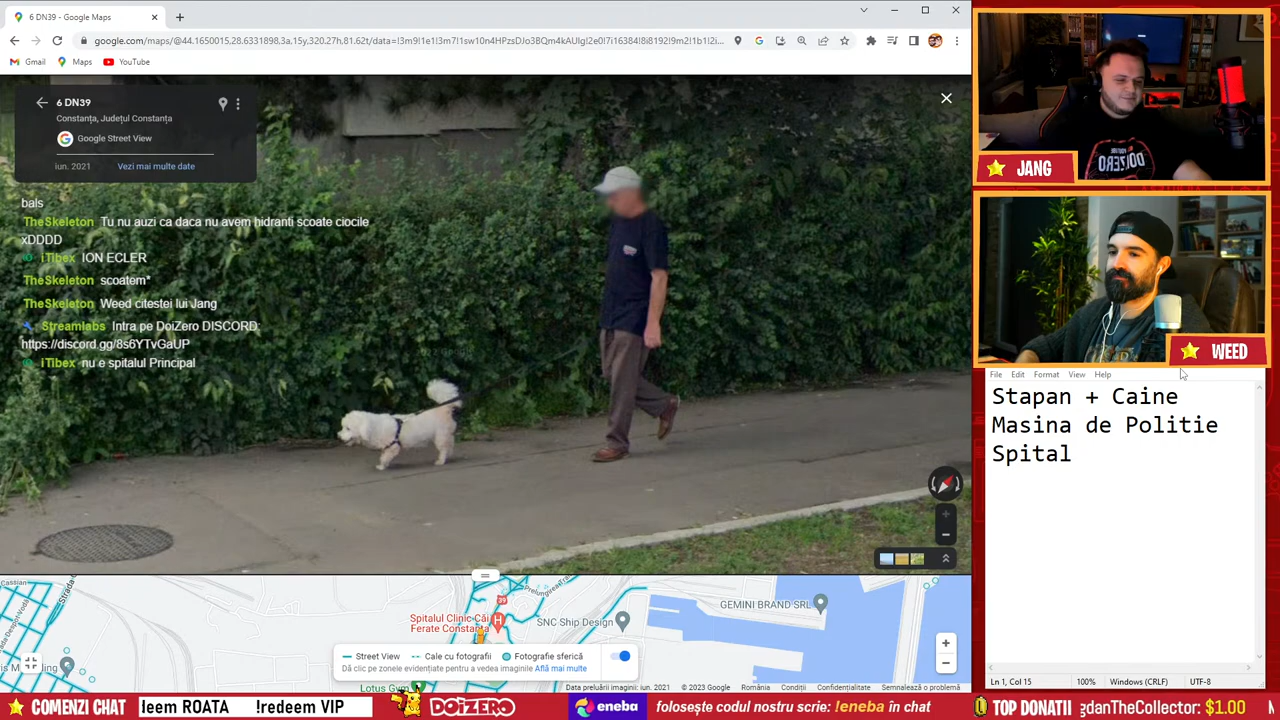 6 DN39 - Google Maps
google.com/maps/@44.1650015,28.6331898,3a,15y,320.27h,81.62t/data=!3m9!1e1!3m7!1sw10n4HPzsDJo3BQm4kAUIg!2e0!7i16384!8i8192!9m2!1b1!2i...
Gmail
Maps
YouTube
6 DN39
Constanța, Județul Constanța
Google Street View
iun. 2021
Vezi mai multe date
bals
TheSkeleton Tu nu auzi ca daca nu avem hidranti scoate ciocile
xDDDD
iTibex ION ECLER
TheSkeleton scoatem*
TheSkeleton Weed citestei lui Jang
Streamlabs Intra pe DoiZero DISCORD:
https://discord.gg/8s6YTvGaUP
iTibex nu e spitalul Principal
JANG
DOIZERO
WEED
File Edit Format View Help
Stapan + Caine
Masina de Politie
Spital
Ln 1, Col 15
100%
Windows (CRLF)
UTF-8
Castian
Spitalul Clinic Căi
Ferate Constanța
39
H
SNC Ship Design
GEMINI BRAND SRL
Prelungirea
Street View
Cale cu fotografii
Fotografie sferică
Dă clic pe zonele evidențiate pentru a vedea imaginile Află mai multe
Lotus Gym
Data preluării imaginii: iun. 2021
© 2023 Google
România
Condiții
Confidențialitate
Semnalează o problemă
COMENZI CHAT
!eem ROATA
!redeem VIP
DOIZERO
eneba
folosește codul nostru scrie: !eneba în chat
TOP DONATII
gdanTheCollector: $1.00